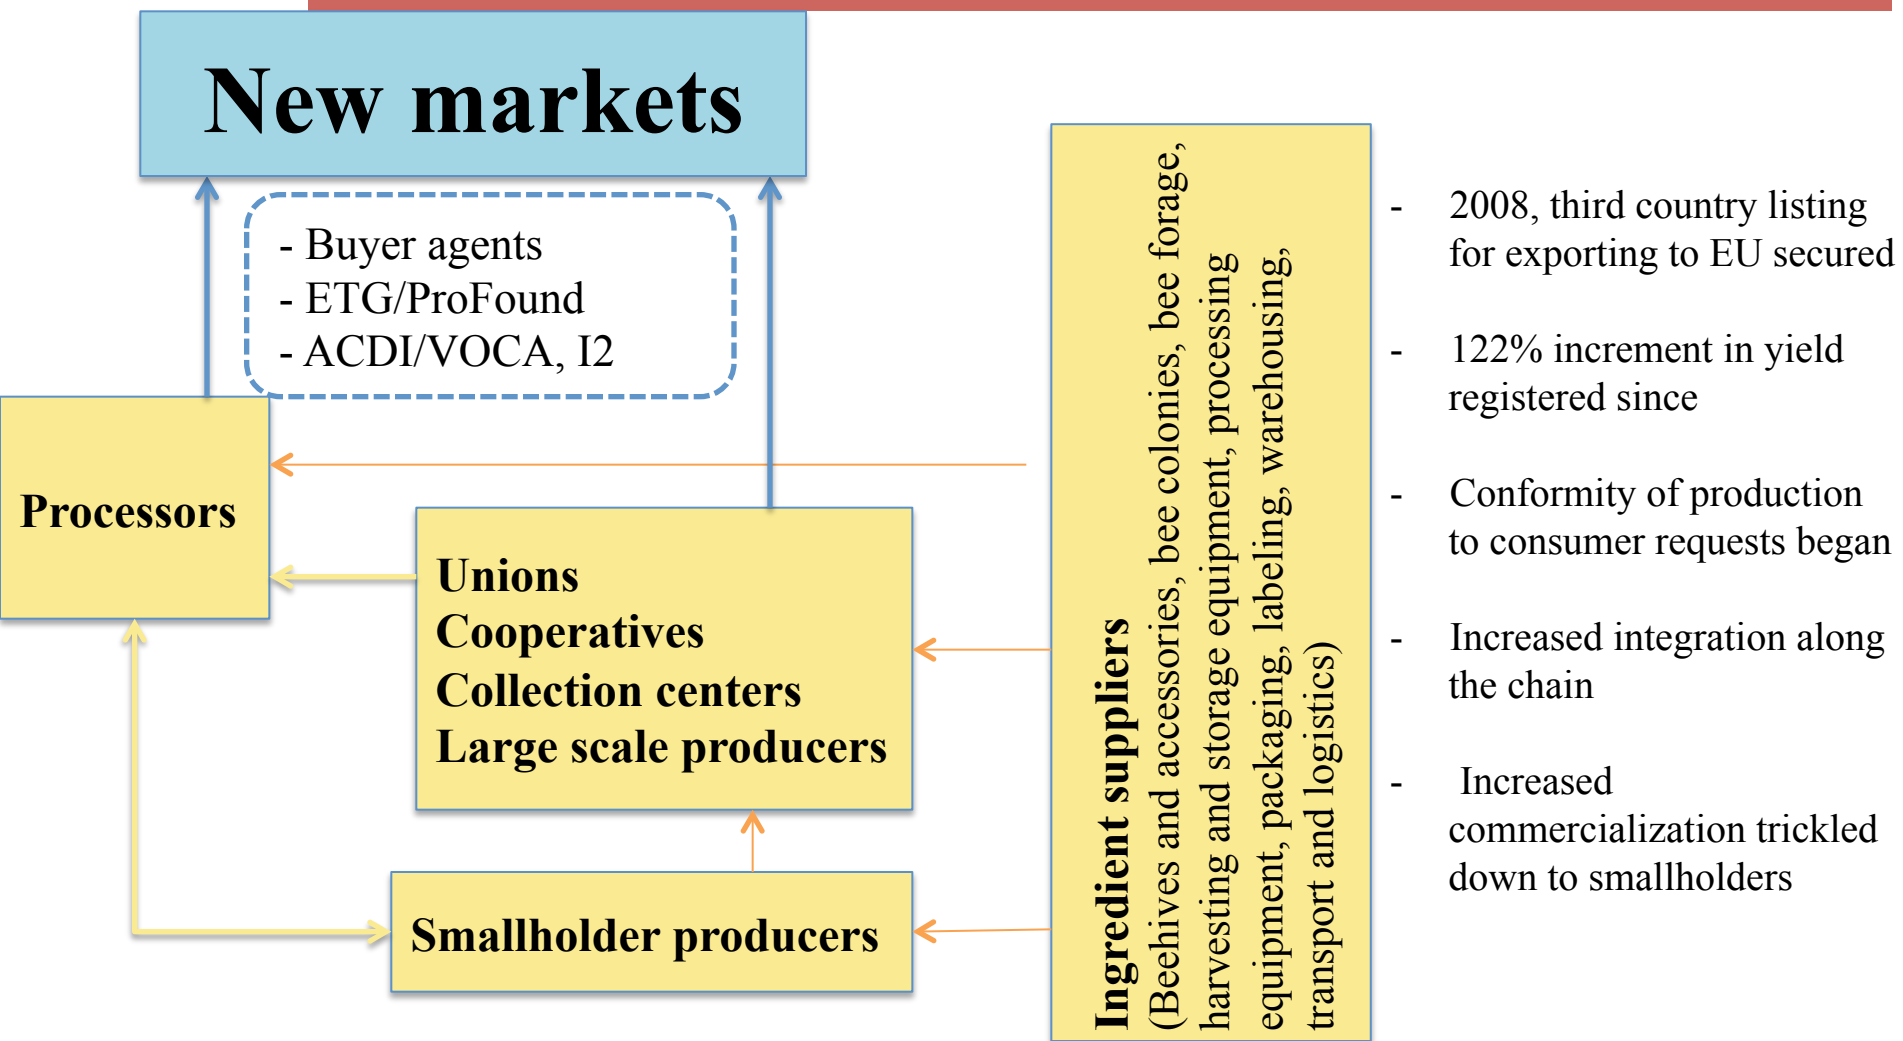 New markets
- Buyer agents
- ETG/ProFound
- ACDI/VOCA, I2
Processors
Unions
Cooperatives
Collection centers
Large scale producers
Smallholder producers
Ingredient suppliers
(Beehives and accessories, bee colonies, bee forage,
harvesting and storage equipment, processing
equipment, packaging, labeling, warehousing,
transport and logistics)
- 2008, third country listing
for exporting to EU secured
- 122% increment in yield
registered since
- Conformity of production
to consumer requests began
- Increased integration along
the chain
- Increased
commercialization trickled
down to smallholders